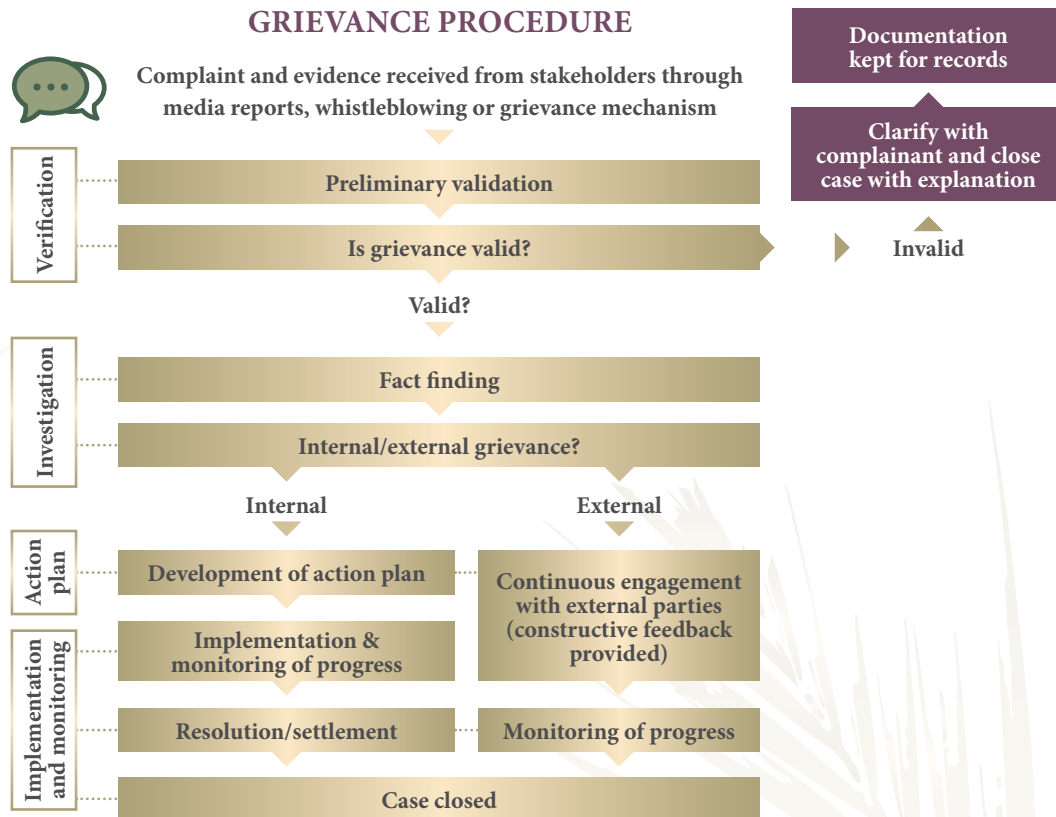 GRIEVANCE PROCEDURE
Complaint and evidence received from stakeholders through
media reports, whistleblowing or grievance mechanism
Documentation
kept for records
Clarify with
complainant and close
case with explanation
Verification
Preliminary validation
Is grievance valid?
Invalid
Valid?
Investigation
Fact finding
Internal/external grievance?
Internal
External
Action
plan
Development of action plan
Continuous engagement
with external parties
(constructive feedback
provided)
Implementation
and monitoring
Implementation &
monitoring of progress
Resolution/settlement
Monitoring of progress
Case closed